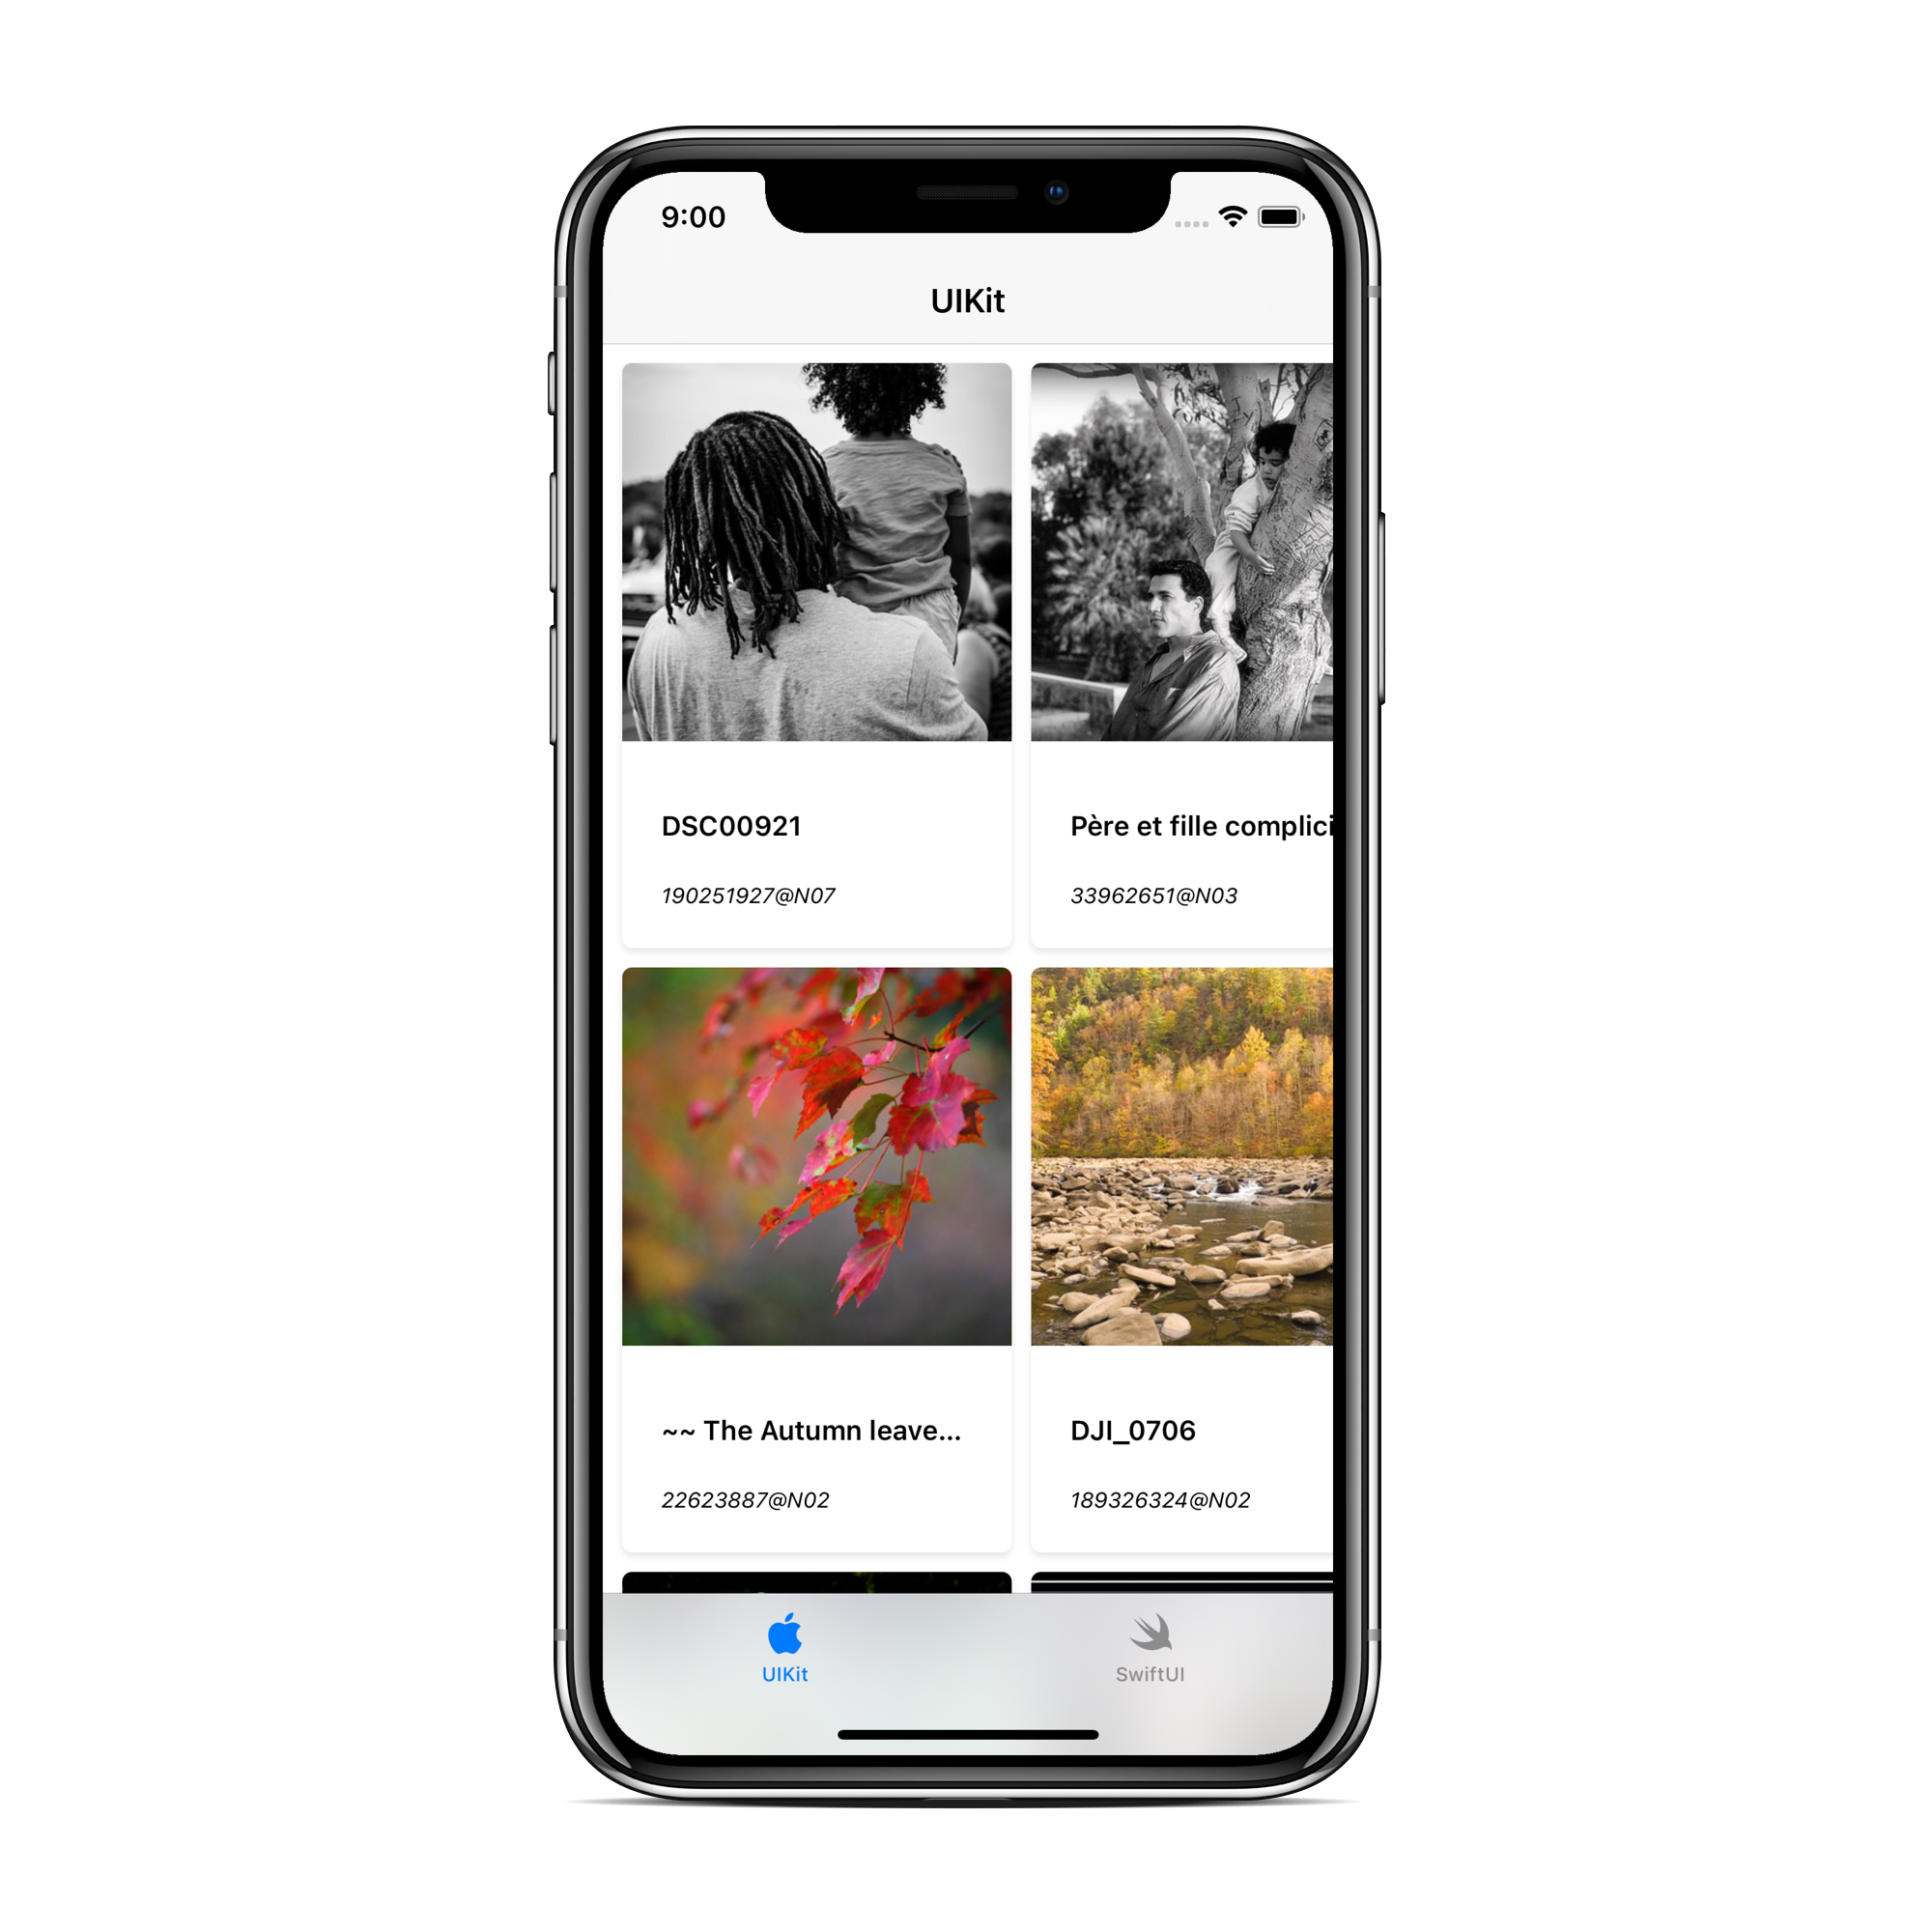 9:00
UIKit
DSC00921
190251927@N07
Père et fille complici
33962651@N03
~~ The Autumn leave...
22623887@N02
DJI_0706
189326324@N02
UIKit
SwiftUI